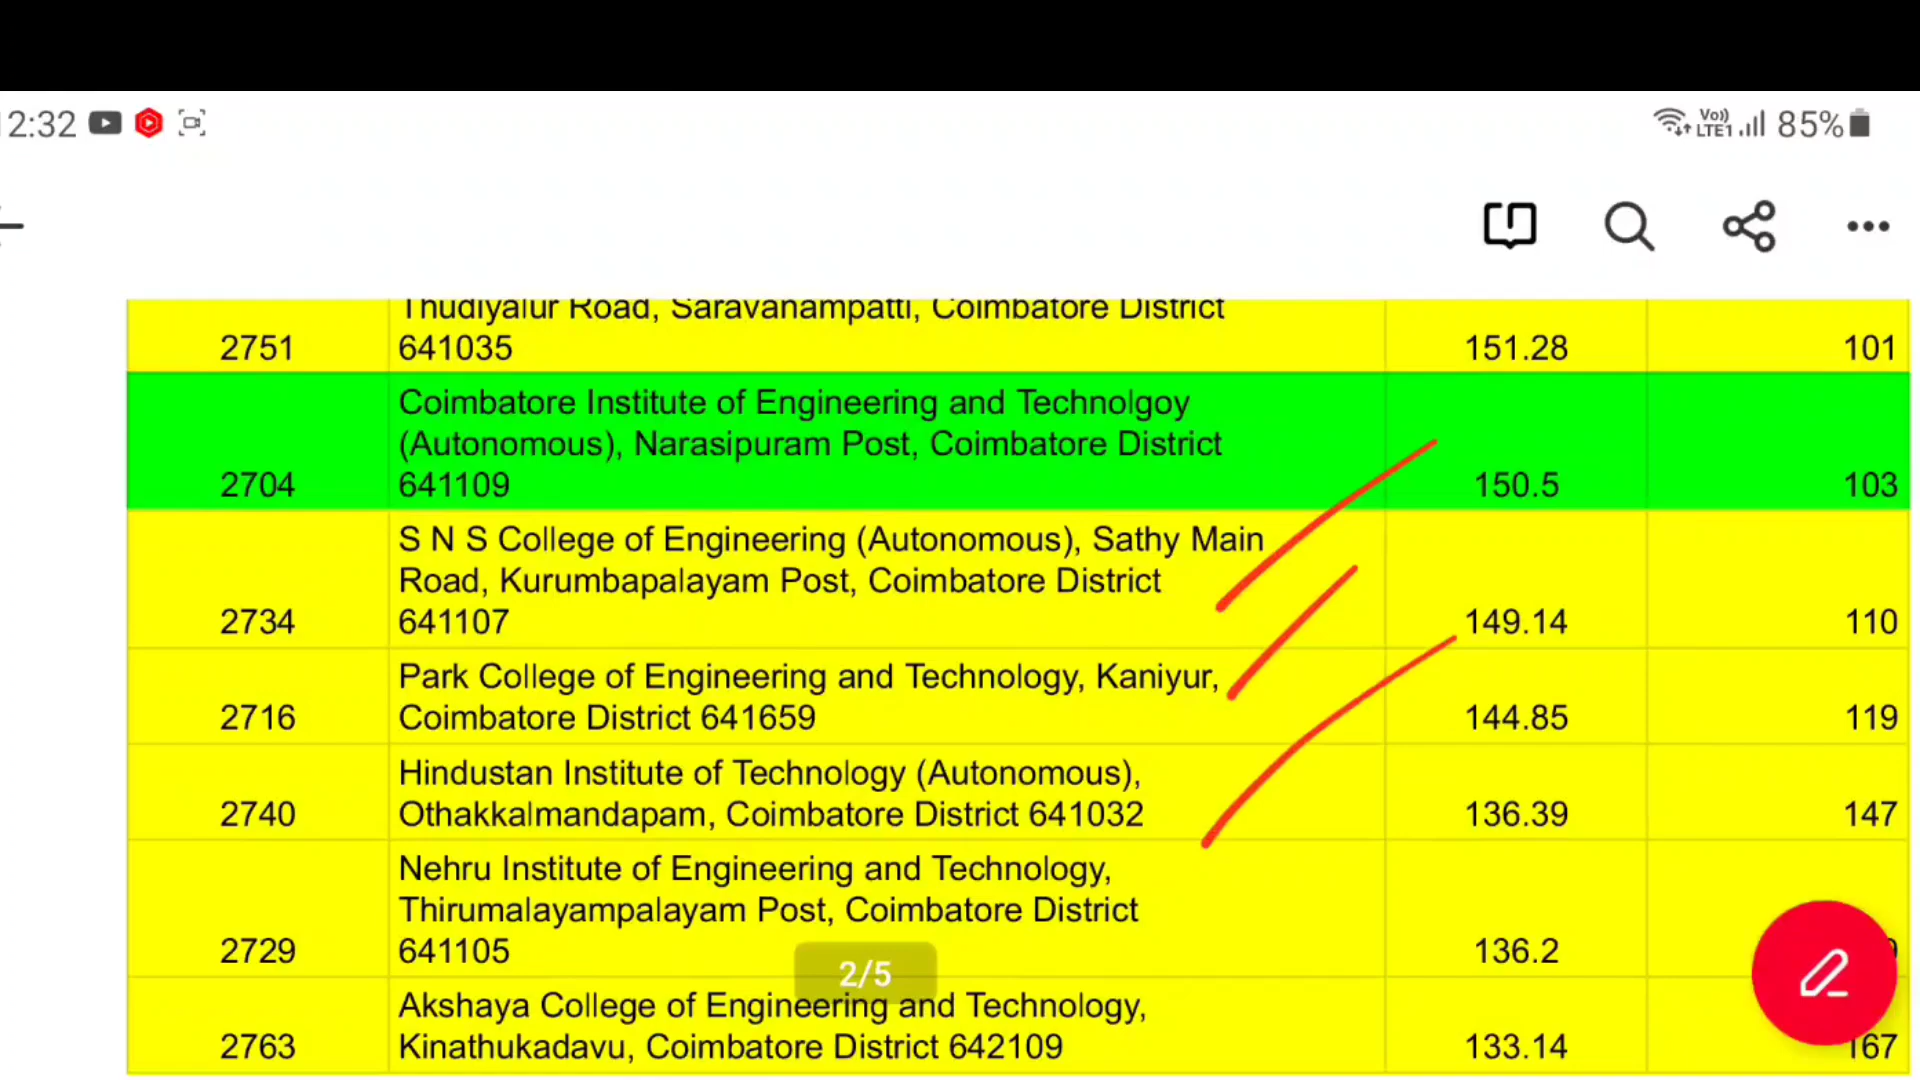 2:32
Vo)) LTE1 85%
Thudiyalur Road, Saravanampatti, Coimbatore District
2751 641035 151.28 101
Coimbatore Institute of Engineering and Technolgoy
(Autonomous), Narasipuram Post, Coimbatore District
2704 641109 150.5 103
S N S College of Engineering (Autonomous), Sathy Main
Road, Kurumbapalayam Post, Coimbatore District
2734 641107 149.14 110
Park College of Engineering and Technology, Kaniyur,
2716 Coimbatore District 641659 144.85 119
Hindustan Institute of Technology (Autonomous),
2740 Othakkalmandapam, Coimbatore District 641032 136.39 147
Nehru Institute of Engineering and Technology,
Thirumalayampalayam Post, Coimbatore District
2729 641105 136.2
2/5
Akshaya College of Engineering and Technology,
2763 Kinathukadavu, Coimbatore District 642109 133.14 167